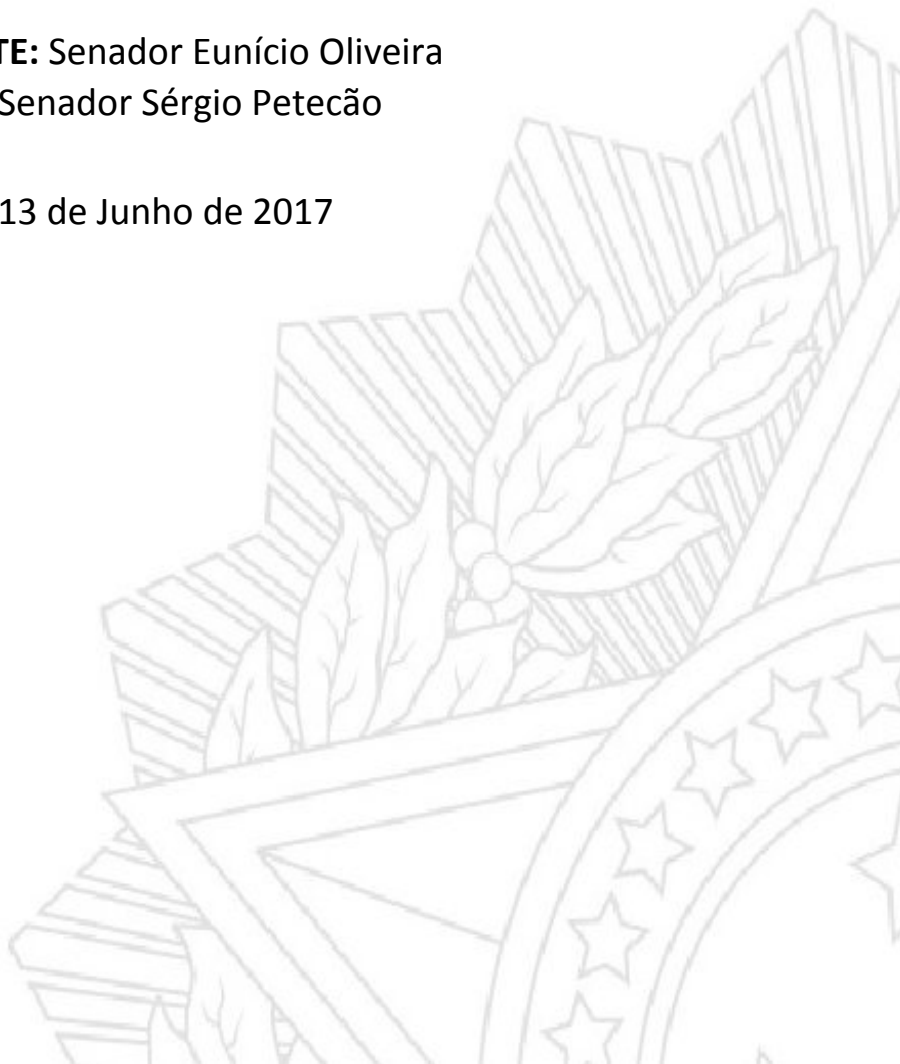 TE: Senador Eunício Oliveira
Senador Sérgio Petecão
13 de Junho de 2017